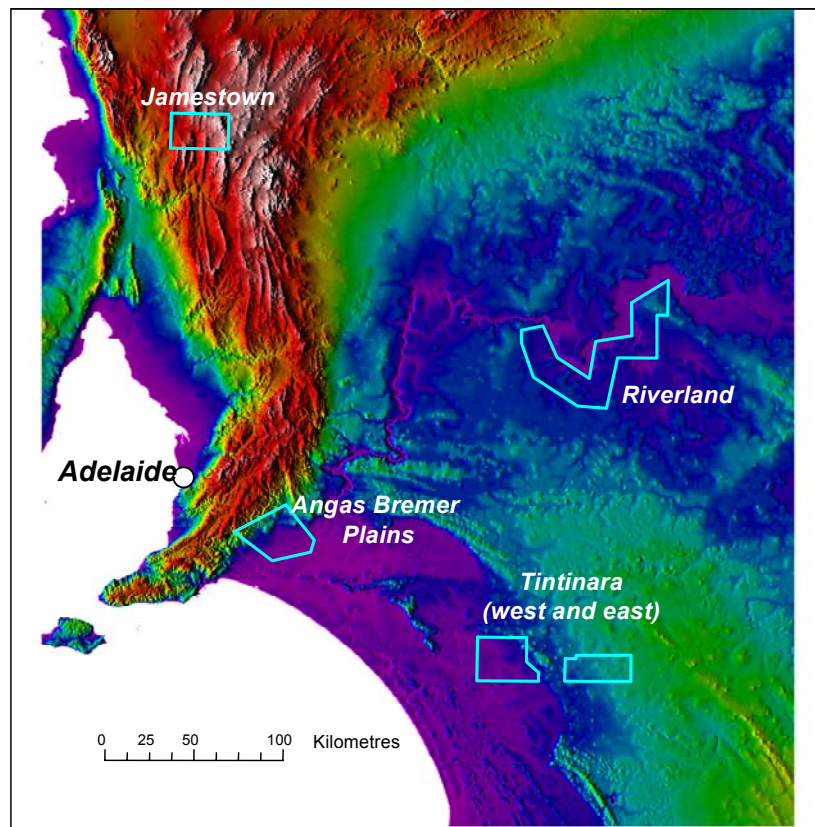 Jamestown
Riverland
Adelaide
Angas Bremer
Plains
Tintinara
(west and east)
0 25 50 100 Kilometres